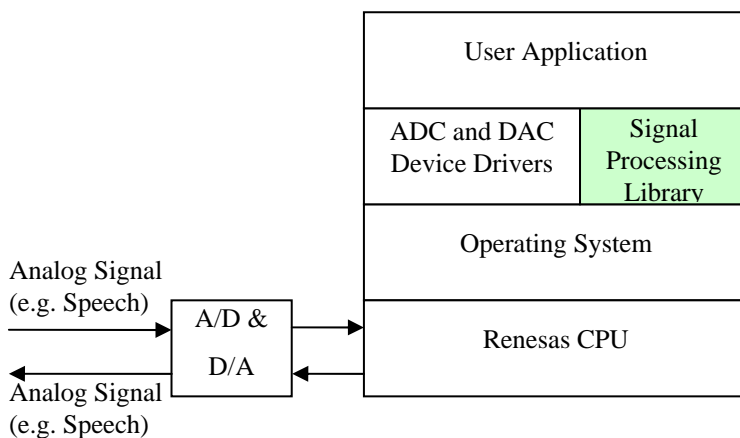 User Application
ADC and DAC
Device Drivers
Signal
Processing
Library
Operating System
Analog Signal
(e.g. Speech)
A/D &
D/A
Renesas CPU
Analog Signal
(e.g. Speech)